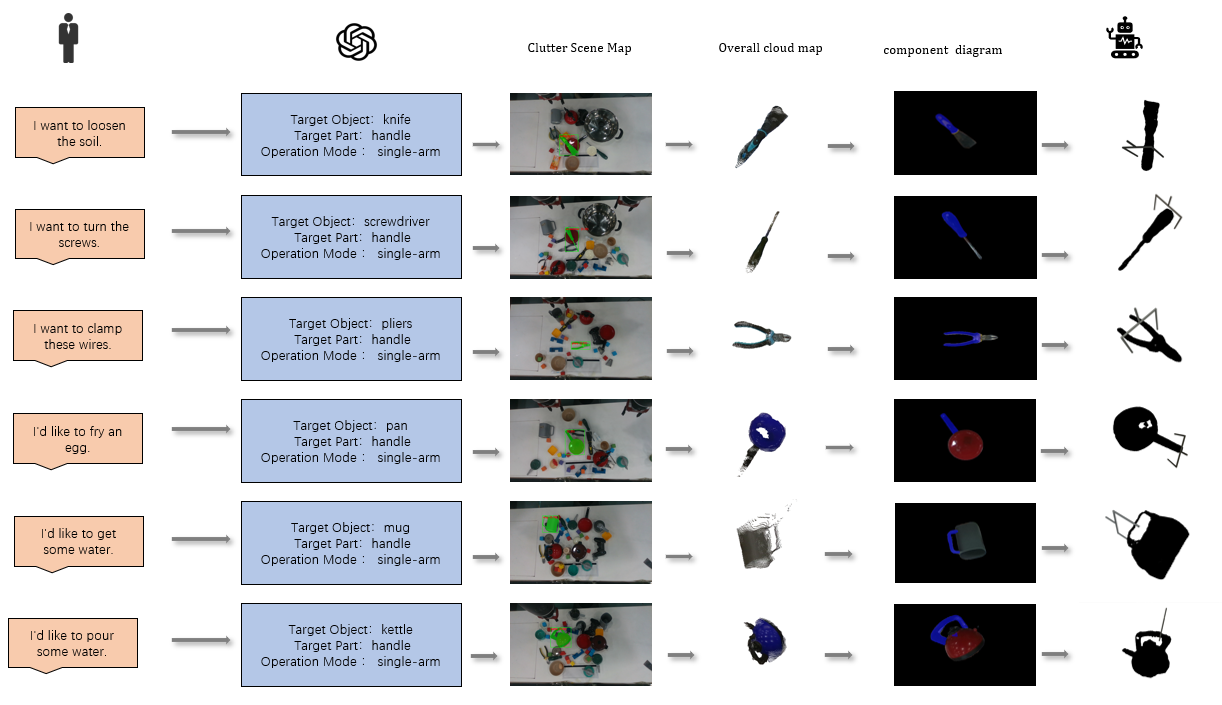 Clutter Scene Map
Overall cloud map
component diagram
I want to loosen
the soil.
Target Object: knife
Target Part: handle
Operation Mode : single-arm
I want to turn the
screws.
Target Object: screwdriver
Target Part: handle
Operation Mode : single-arm
I want to clamp
these wires.
Target Object: pliers
Target Part: handle
Operation Mode : single-arm
I'd like to fry an
egg.
Target Object: pan
Target Part: handle
Operation Mode : single-arm
I'd like to get
some water.
Target Object: mug
Target Part: handle
Operation Mode : single-arm
I'd like to pour
some water.
Target Object: kettle
Target Part: handle
Operation Mode : single-arm